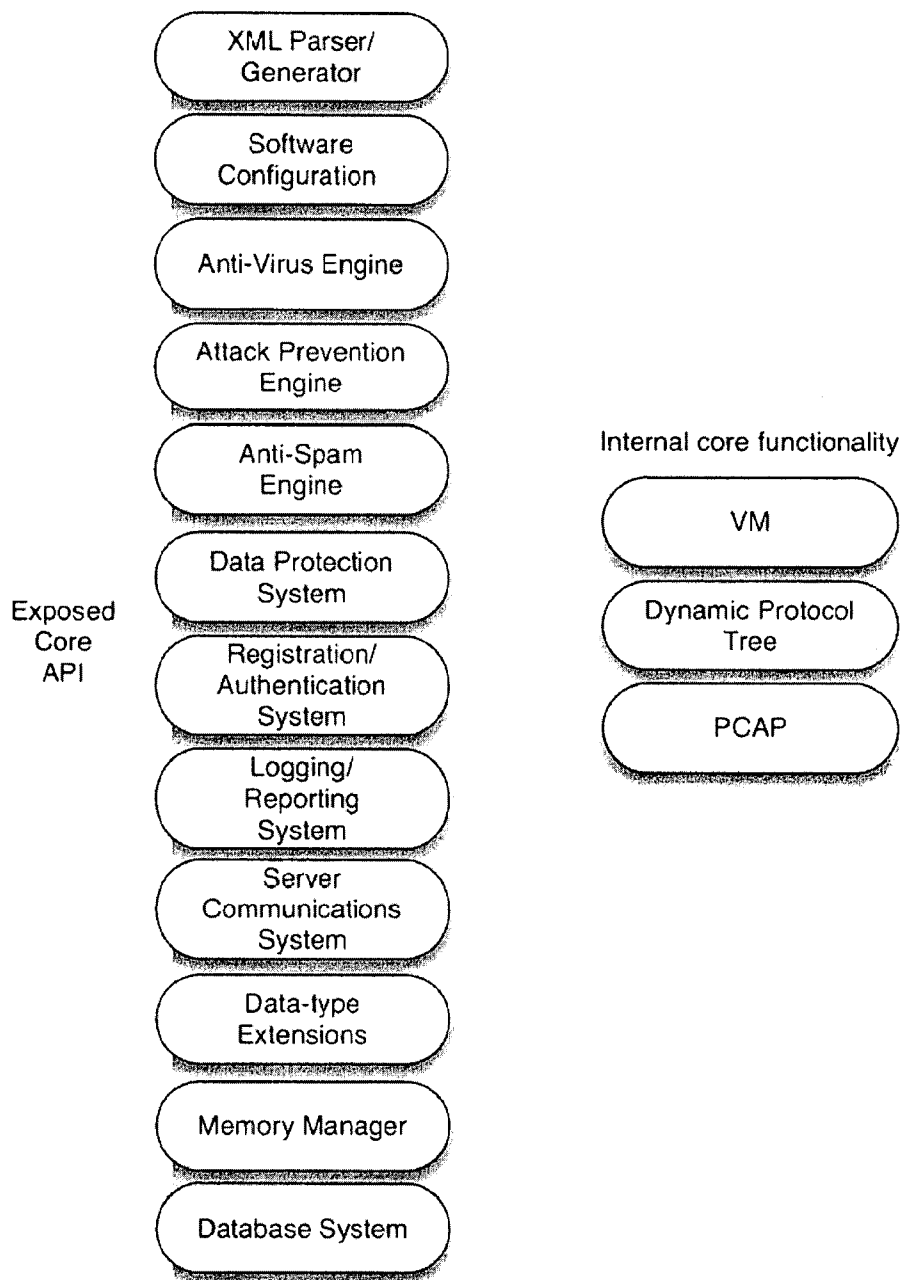 XML Parser/
Generator
Software
Configuration
Anti-Virus Engine
Attack Prevention
Engine
Anti-Spam
Engine
Data Protection
System
Registration/
Authentication
System
Logging/
Reporting
System
Server
Communications
System
Data-type
Extensions
Memory Manager
Database System
Exposed
Core
API
Internal core functionality
VM
Dynamic Protocol
Tree
PCAP